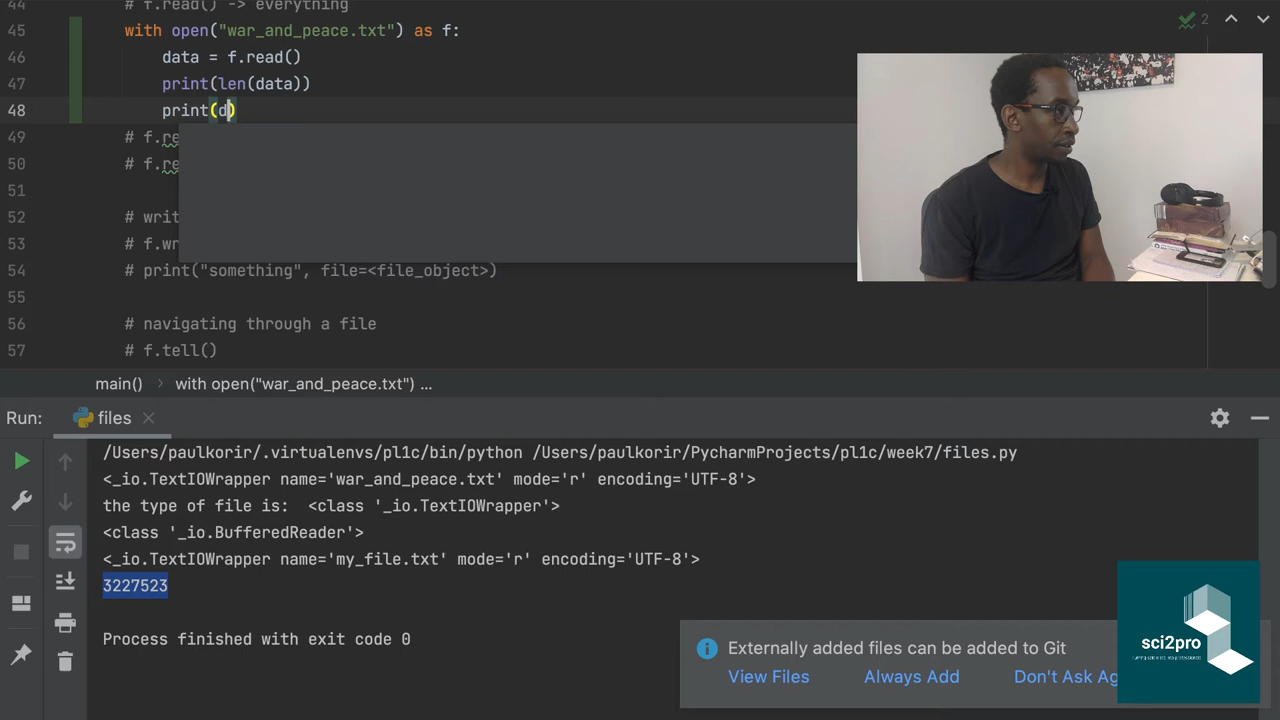 44 # f.read() -> everything
45 with open("war_and_peace.txt") as f:
46 data = f.read()
47 print(len(data))
48 print(d)
49 # f.re
50 # f.re
51
52 # writ
53 # f.wr
54 # print("something", file=<file_object>)
55
56 # navigating through a file
57 # f.tell()
2
main() > with open("war_and_peace.txt") ...
Run: files
/Users/paulkorir/.virtualenvs/pl1c/bin/python /Users/paulkorir/PycharmProjects/pl1c/week7/files.py
<_io.TextIOWrapper name='war_and_peace.txt' mode='r' encoding='UTF-8'>
the type of file is:  <class '_io.TextIOWrapper'>
<class '_io.BufferedReader'>
<_io.TextIOWrapper name='my_file.txt' mode='r' encoding='UTF-8'>
3227523
Process finished with exit code 0
Externally added files can be added to Git
View Files Always Add Don't Ask Ag
sci2pro